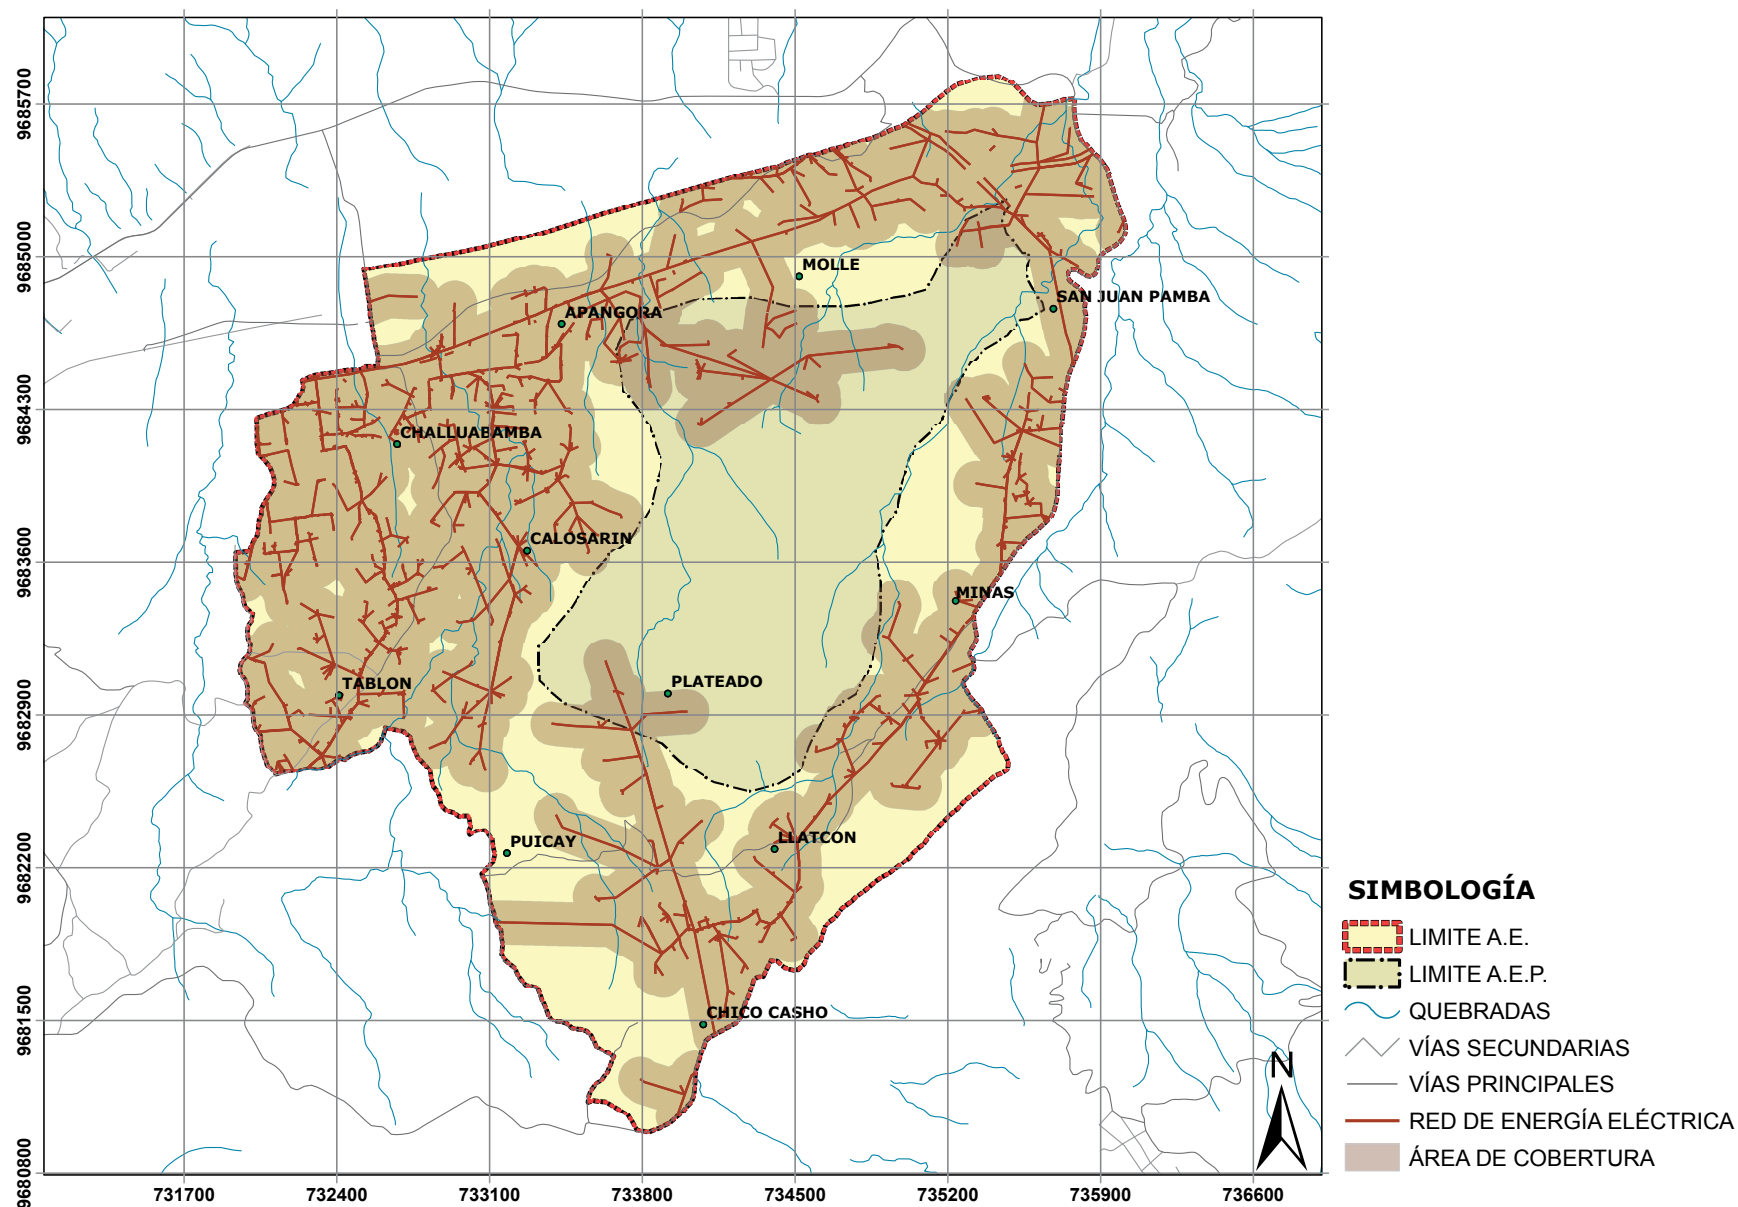 9685700
9685000
9684300
9683600
9682900
9682200
9681500
9680800
MOLLE
SAN JUAN PAMBA
APANGORA
CHALLUABAMBA
CALOSARIN
MINAS
TABLON
PLATEADO
PUICAY
LLATCON
CHICO CASHO
731700
732400
733100
733800
734500
735200
735900
736600
N
SIMBOLOGÍA
LIMITE A.E.
LIMITE A.E.P.
QUEBRADAS
VÍAS SECUNDARIAS
VÍAS PRINCIPALES
RED DE ENERGÍA ELÉCTRICA
ÁREA DE COBERTURA